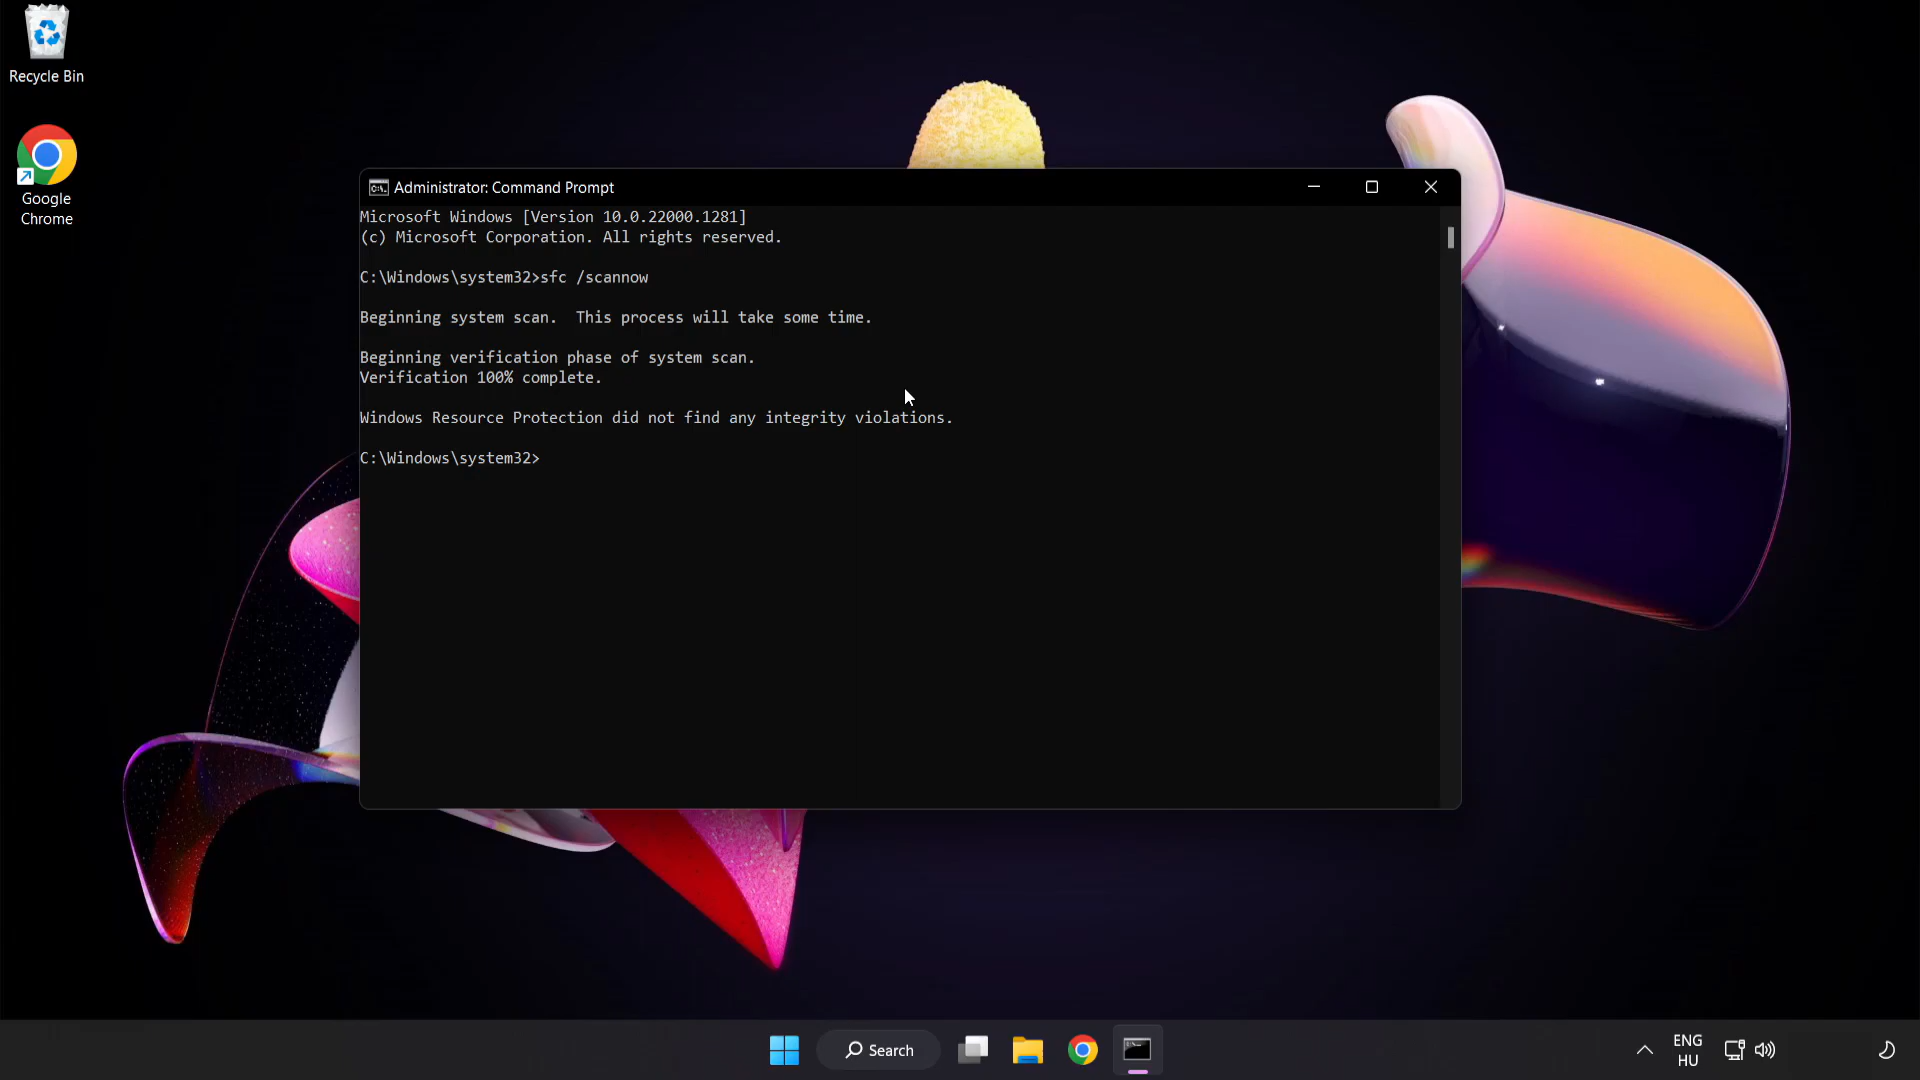 Recycle Bin
Google
Chrome
Administrator: Command Prompt
Microsoft Windows [Version 10.0.22000.1281]
(c) Microsoft Corporation. All rights reserved.
C:\Windows\system32>sfc /scannow
Beginning system scan.  This process will take some time.
Beginning verification phase of system scan.
Verification 100% complete.
Windows Resource Protection did not find any integrity violations.
C:\Windows\system32>
Search
ENG
HU